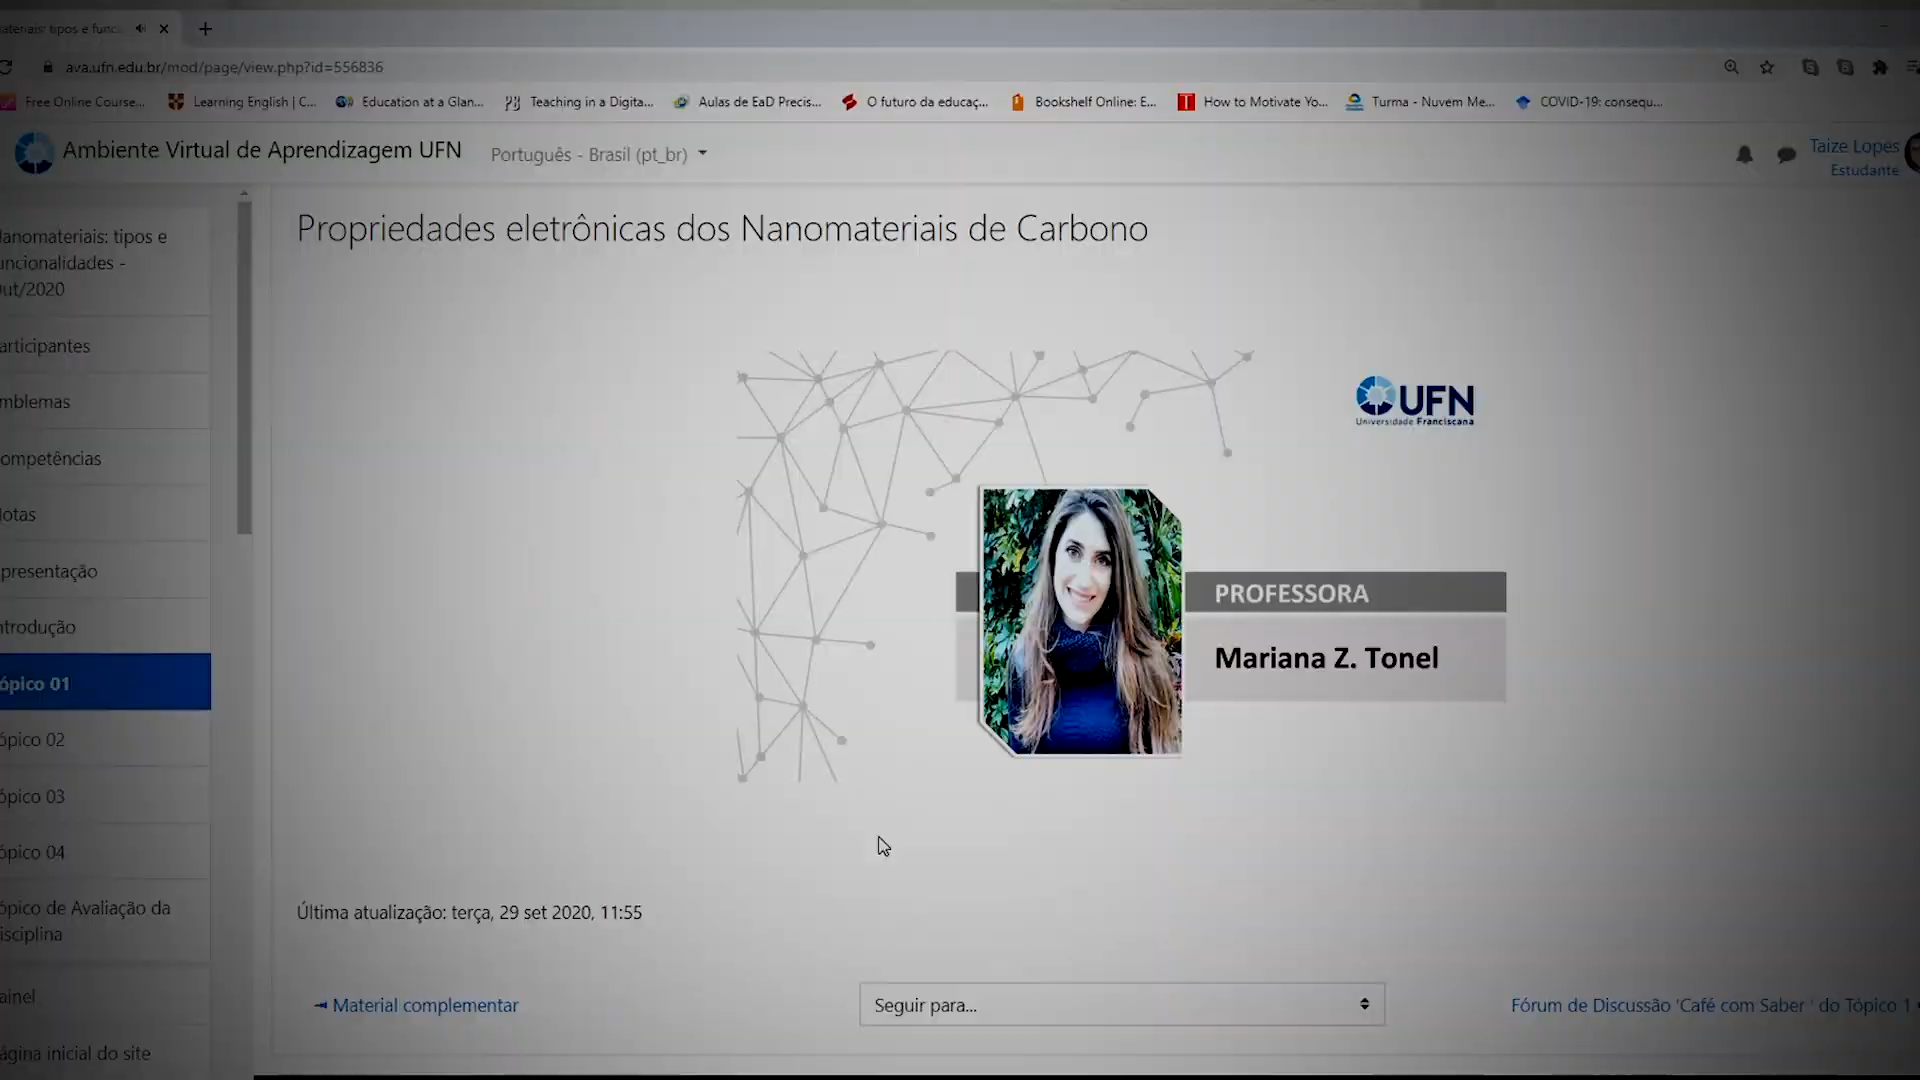 ateriais: tipos e func
ava.ufn.edu.br/mod/page/view.php?id=556836
Free Online Course...
Learning English | C...
Education at a Glan...
Teaching in a Digita...
Aulas de EaD Precis...
O futuro da educaç...
Bookshelf Online: E...
How to Motivate Yo...
Turma - Nuvem Me...
COVID-19: consequ...
Ambiente Virtual de Aprendizagem UFN
Português - Brasil (pt_br)
Taize Lopes
Estudante
anomateriais: tipos e
uncionalidades -
ut/2020
articipantes
mblemas
ompetências
otas
presentação
ntrodução
ópico 01
ópico 02
ópico 03
ópico 04
ópico de Avaliação da
isciplina
ainel
ágina inicial do site
Propriedades eletrônicas dos Nanomateriais de Carbono
UFN
Universidade Franciscana
PROFESSORA
Mariana Z. Tonel
Última atualização: terça, 29 set 2020, 11:55
◄ Material complementar
Seguir para...
Fórum de Discussão 'Café com Saber ' do Tópico 1